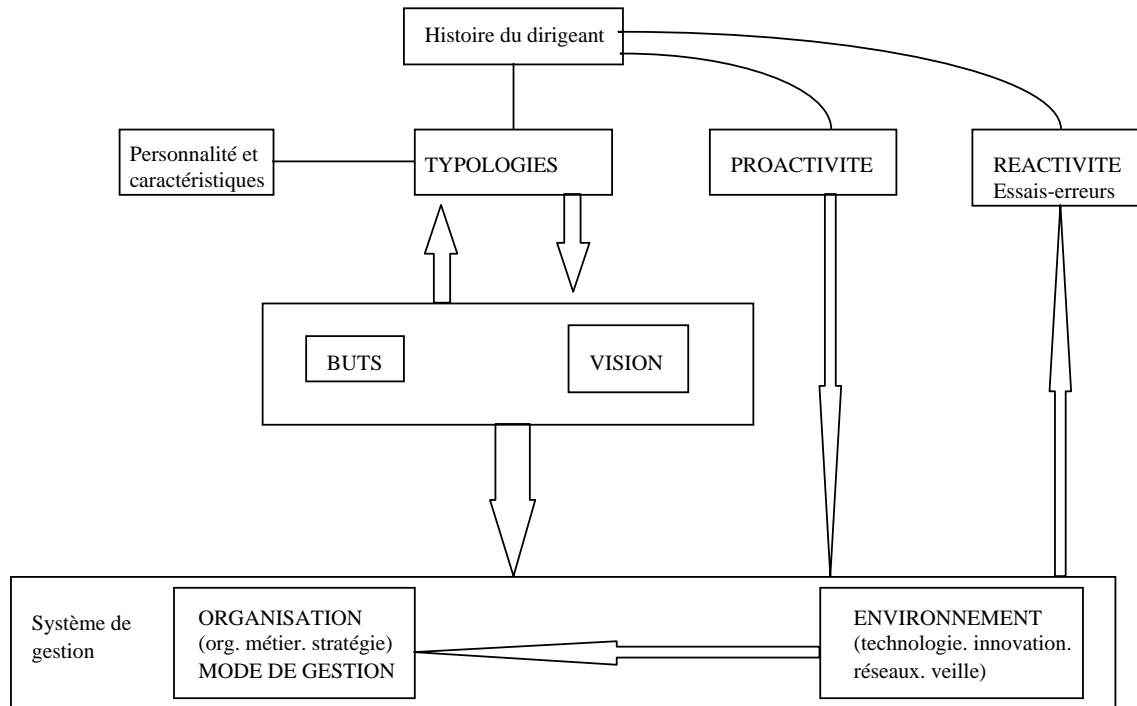 Histoire du dirigeant
Personnalité et
caractéristiques
TYPOLOGIES
PROACTIVITE
REACTIVITE
Essais-erreurs
BUTS
VISION
Système de
gestion
ORGANISATION
(org. métier. stratégie)
MODE DE GESTION
ENVIRONNEMENT
(technologie. innovation.
réseaux. veille)